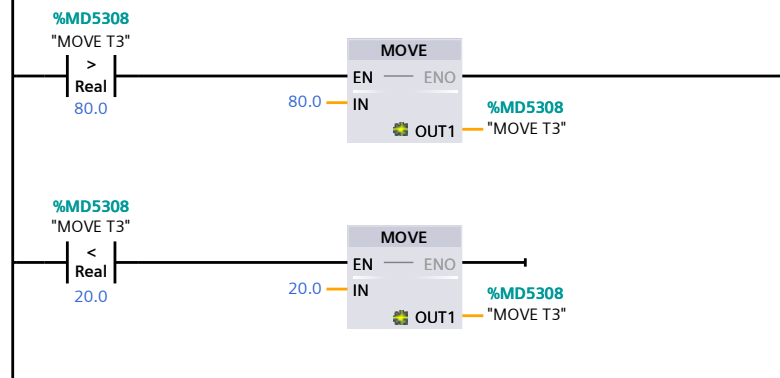 %MD5308
"MOVE T3"
>
Real
80.0
MOVE
EN ENO
80.0 IN
OUT1
%MD5308
"MOVE T3"
%MD5308
"MOVE T3"
<
Real
20.0
MOVE
EN ENO
20.0 IN
OUT1
%MD5308
"MOVE T3"